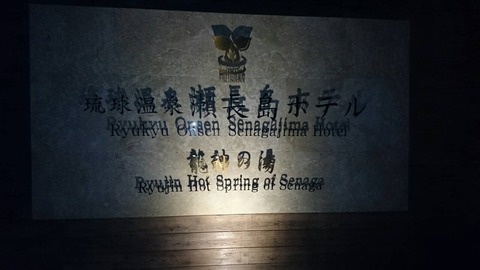 琉球温泉 瀬長島ホテル
Ryukyu Onsen Senagajima Hotel
龍神の湯
Ryujin Hot Spring of Senaga